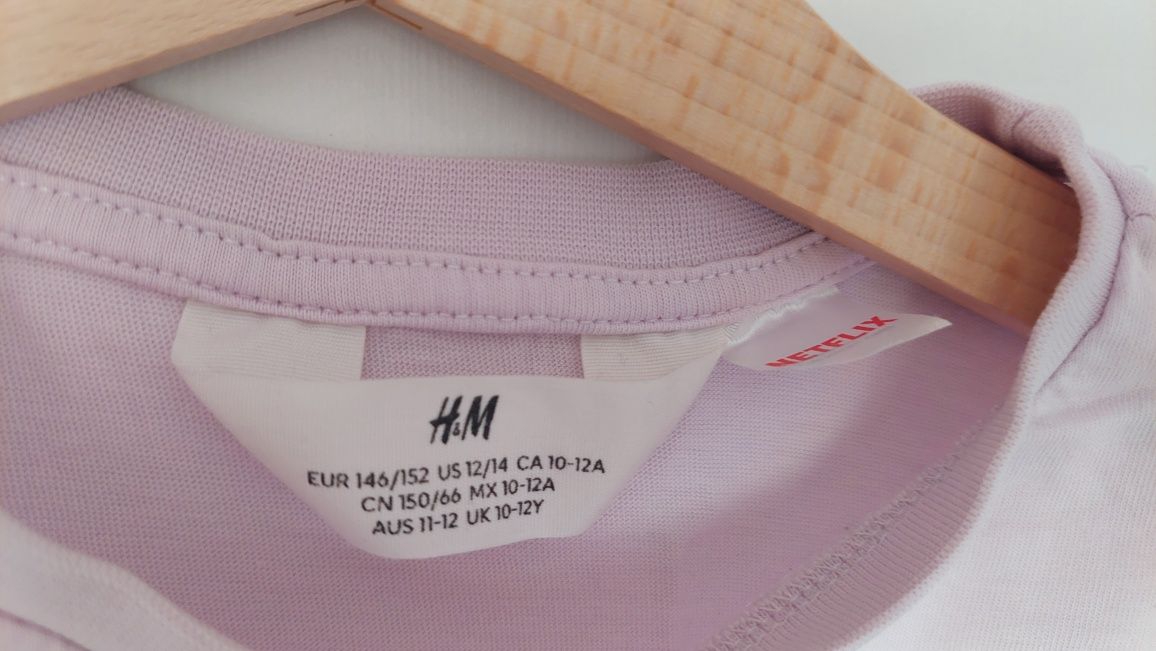 H&M
EUR 146/152 US 12/14 CA 10-12A
CN 150/66 MX 10-12A
AUS 11-12 UK 10-12Y
NETFLIX